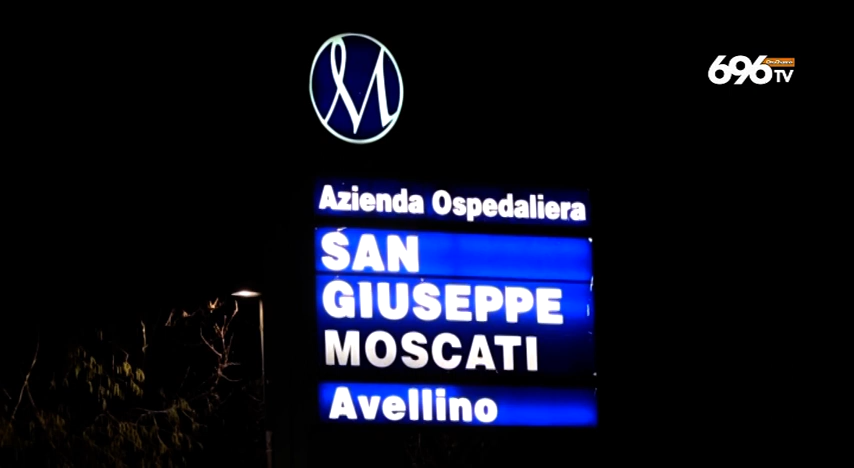 M
696
TV
Azienda Ospedaliera
SAN
GIUSEPPE
MOSCATI
Avellino